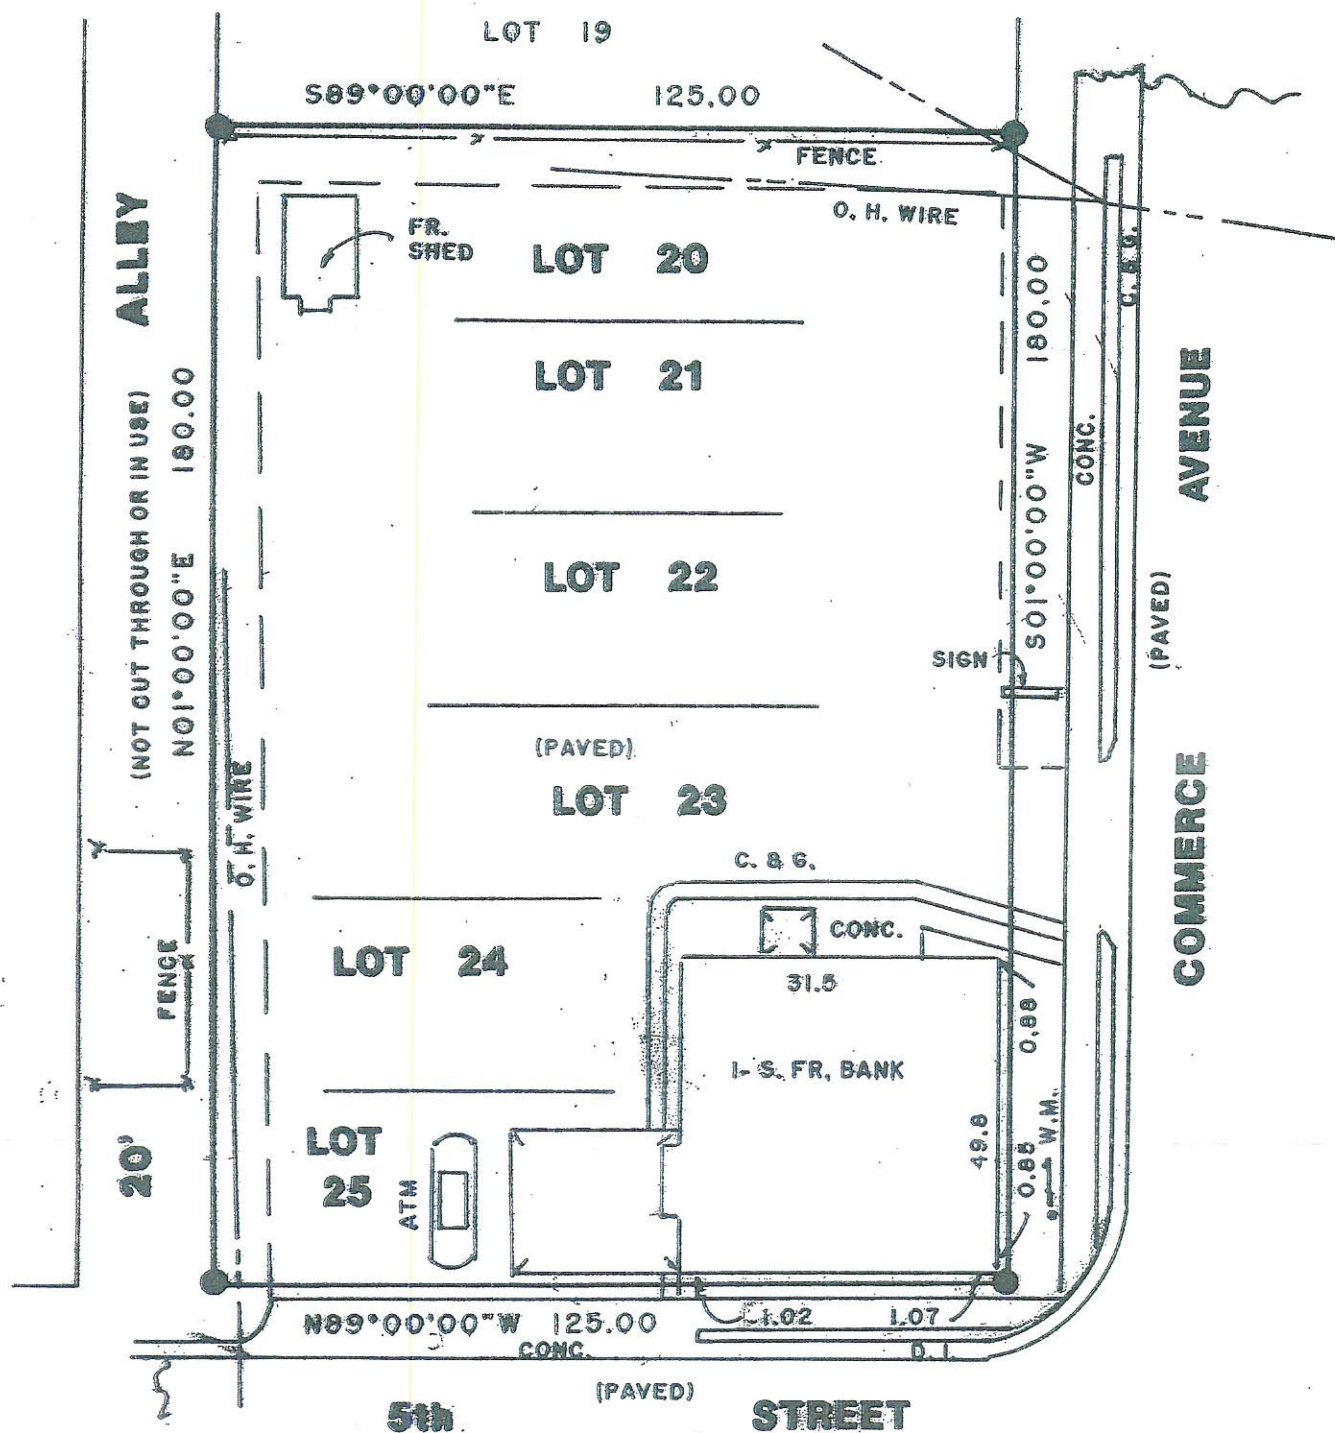 LOT 19
S89°00'00"E 125.00
FENCE
O. H. WIRE
FR.
SHED
LOT 20
180.00
S01°00'00"W
C. & G.
CONC.
ALLEY
(NOT CUT THROUGH OR IN USE)
N01°00'00"E 180.00
LOT 21
AVENUE
LOT 22
SIGN
(PAVED)
(PAVED)
LOT 23
O. H. WIRE
COMMERCE
C. & G.
CONC.
LOT 24
FENCE
31.5
0.88
1- S. FR. BANK
49.8
W.M.
0.85
20'
LOT
25
ATM
N89°00'00"W 125.00
1.02 1.07
CONC.
D. I.
(PAVED)
5th STREET